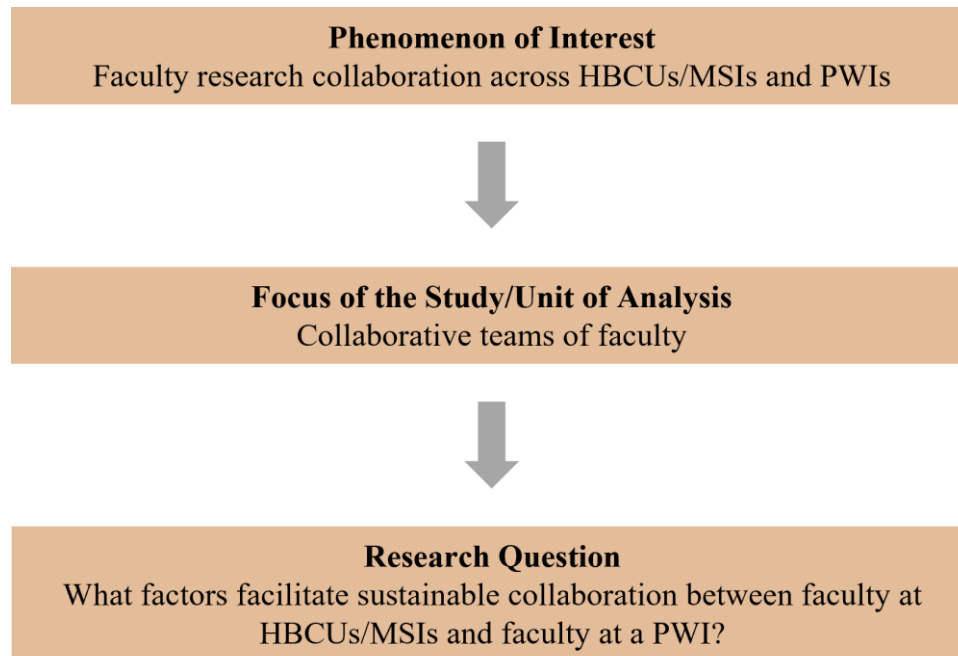 Phenomenon of Interest
Faculty research collaboration across HBCUs/MSIs and PWIs
Focus of the Study/Unit of Analysis
Collaborative teams of faculty
Research Question
What factors facilitate sustainable collaboration between faculty at
HBCUs/MSIs and faculty at a PWI?